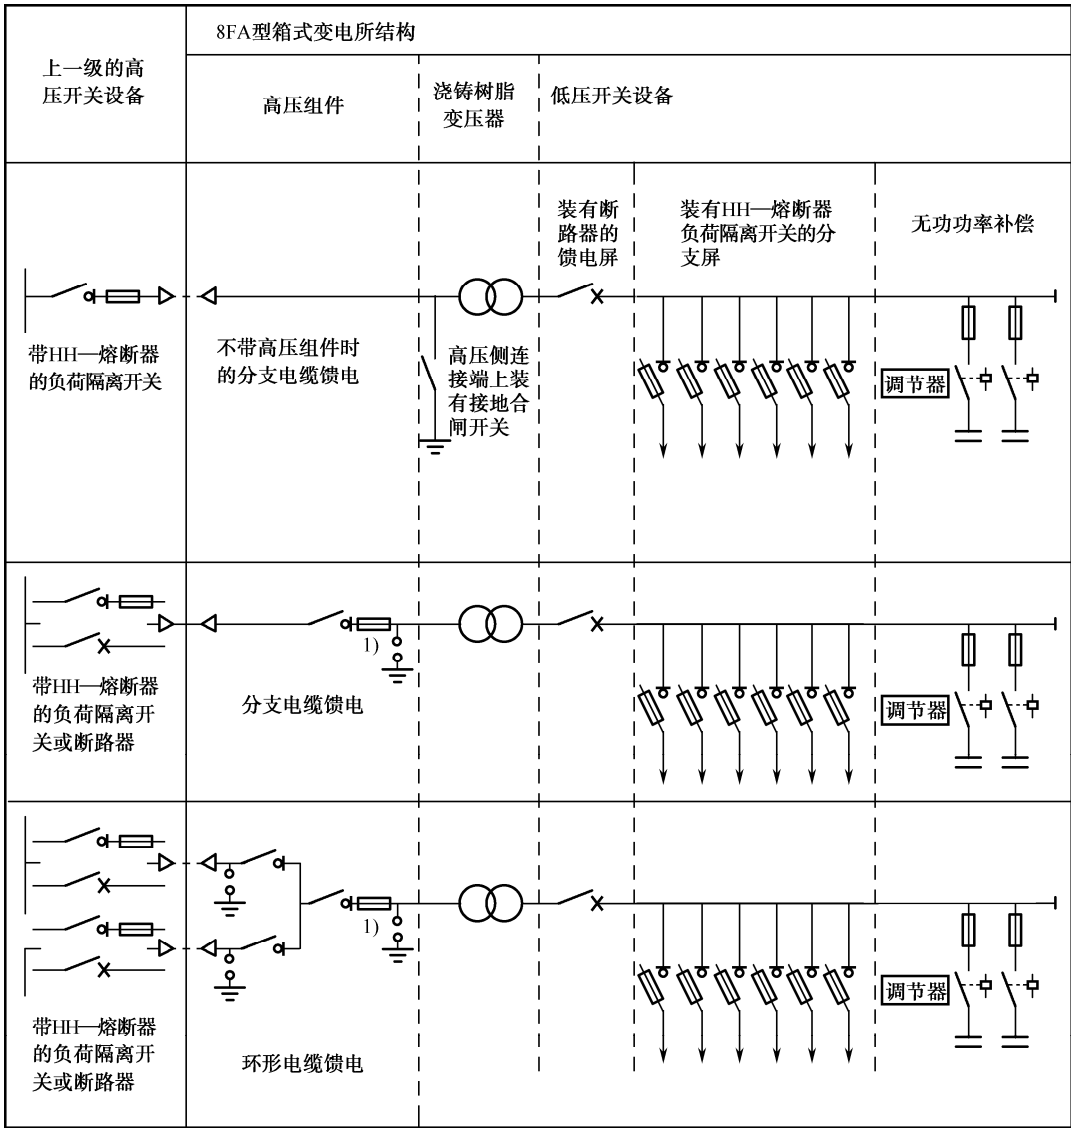 8FA型箱式变电所结构
上一级的高
压开关设备
高压组件
浇铸树脂
变压器
低压开关设备
装有断
路器的
馈电屏
装有HH—熔断器
负荷隔离开关的分
支屏
无功功率补偿
带HH—熔断器
的负荷隔离开关
不带高压组件时
的分支电缆馈电
高压侧连
接端上装
有接地合
闸开关
调节器
1)
带HH—熔断器
的负荷隔离开
关或断路器
分支电缆馈电
调节器
1)
带HH—熔断器
的负荷隔离开
关或断路器
环形电缆馈电
调节器